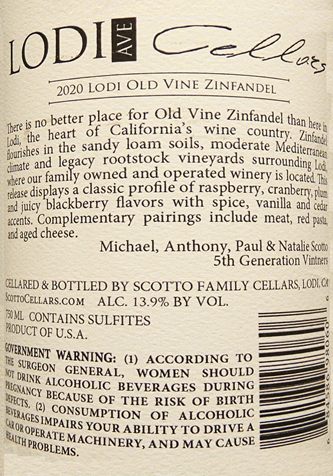 LODI AVE Cellars
2020 LODI OLD VINE ZINFANDEL
There is no better place for Old Vine Zinfandel than here in
Lodi, the heart of California's wine country. Zinfandel
flourishes in the sandy loam soils, moderate Mediterranean
climate and legacy rootstock vineyards surrounding Lodi,
where our family owned and operated winery is located. This
release displays a classic profile of raspberry, cranberry, plum
and juicy blackberry flavors with spice, vanilla and cedar
accents. Complementary pairings include meat, red pasta,
and aged cheese.
Michael, Anthony, Paul & Natalie Scotto
5th Generation Vintners
CELLARED & BOTTLED BY SCOTTO FAMILY CELLARS, LODI, CA
SCOTTOCELLARS.COM ALC. 13.9% BY VOL.
750 ML CONTAINS SULFITES
PRODUCT OF U.S.A.
GOVERNMENT WARNING: (1) ACCORDING TO
THE SURGEON GENERAL, WOMEN SHOULD
NOT DRINK ALCOHOLIC BEVERAGES DURING
PREGNANCY BECAUSE OF THE RISK OF BIRTH
DEFECTS. (2) CONSUMPTION OF ALCOHOLIC
BEVERAGES IMPAIRS YOUR ABILITY TO DRIVE A
CAR OR OPERATE MACHINERY, AND MAY CAUSE
HEALTH PROBLEMS.